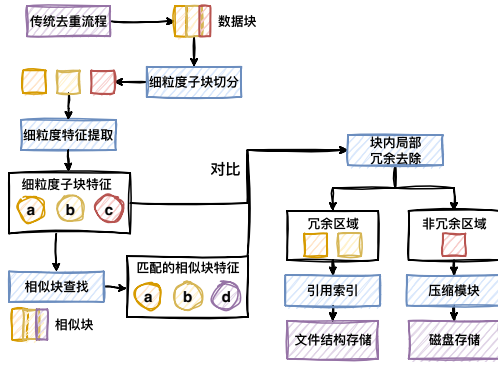 传统去重流程
数据块
细粒度子块切分
细粒度特征提取
细粒度子块特征
a
b
c
对比
块内局部
冗余去除
冗余区域
非冗余区域
相似块查找
匹配的相似块特征
a
b
d
引用索引
压缩模块
相似块
文件结构存储
磁盘存储